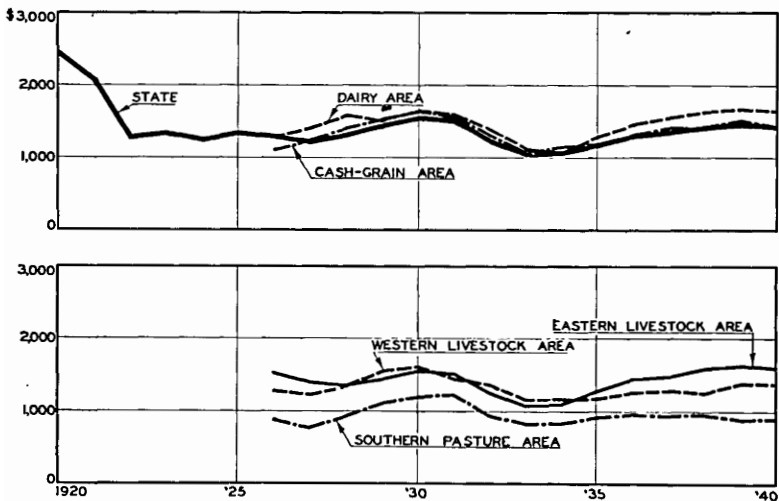 $3,000
2,000
STATE
DAIRY AREA
1,000
CASH-GRAIN AREA
0
3,000
EASTERN LIVESTOCK AREA
2,000
WESTERN LIVESTOCK AREA
1,000
SOUTHERN PASTURE AREA
0
1920 '25 '30 '35 '40